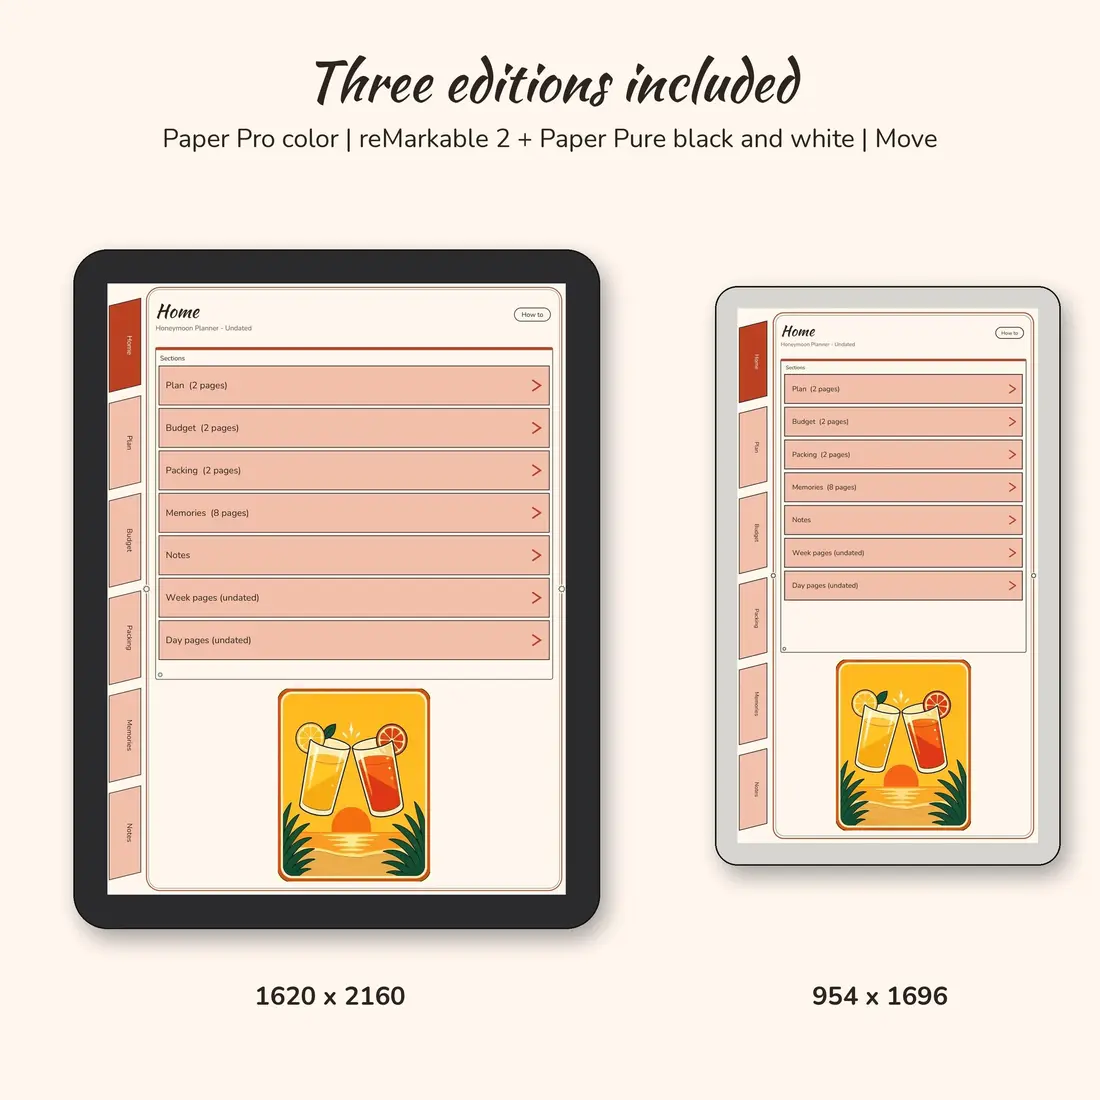 Three editions included
Paper Pro color | reMarkable 2 + Paper Pure black and white | Move
Home
Honeymoon Planner - Undated
How to
Sections
Plan (2 pages)
Budget (2 pages)
Packing (2 pages)
Memories (8 pages)
Notes
Week pages (undated)
Day pages (undated)
Home
Plan
Budget
Packing
Memories
Notes
1620 x 2160
Home
Honeymoon Planner - Undated
How to
Sections
Plan (2 pages)
Budget (2 pages)
Packing (2 pages)
Memories (8 pages)
Notes
Week pages (undated)
Day pages (undated)
Home
Plan
Budget
Packing
Memories
Notes
954 x 1696